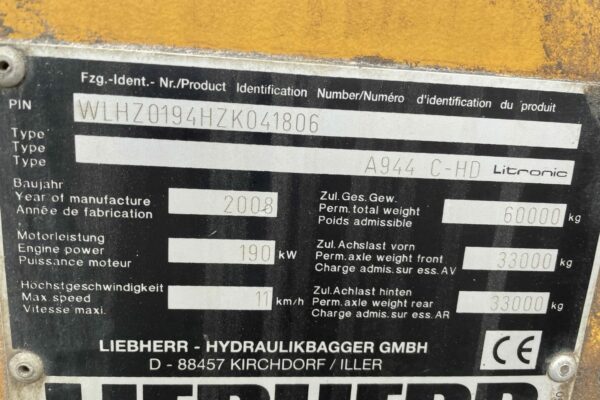 Fzg.-Ident.- Nr./Product Identification Number/Numéro d'identification du produit
PIN WLHZ0194HZK041806
Type
Type
Type A944 C-HD Litronic
Baujahr
Year of manufacture 2008
Année de fabrication
Motorleistung
Engine power 190 kW
Puissance moteur
Höchstgeschwindigkeit
Max. speed 11 km/h
Vitesse maxi.
Zul.Ges.Gew.
Perm.total weight 60000 kg
Poids admissible
Zul.Achslast vorn
Perm.axle weight front 33000 kg
Charge admis.sur ess.AV
Zul.Achslast hinten
Perm.axle weight rear 33000 kg
Charge admis.sur ess.AR
LIEBHERR - HYDRAULIKBAGGER GMBH
D - 88457 KIRCHDORF / ILLER
CE
LIEBHERR